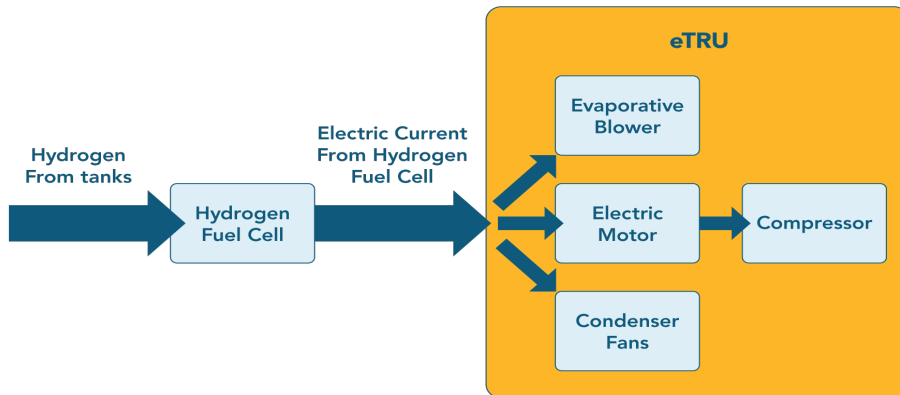 eTRU
Evaporative
Blower
Electric Current
From Hydrogen
Fuel Cell
Hydrogen
From tanks
Hydrogen
Fuel Cell
Electric
Motor
Compressor
Condenser
Fans